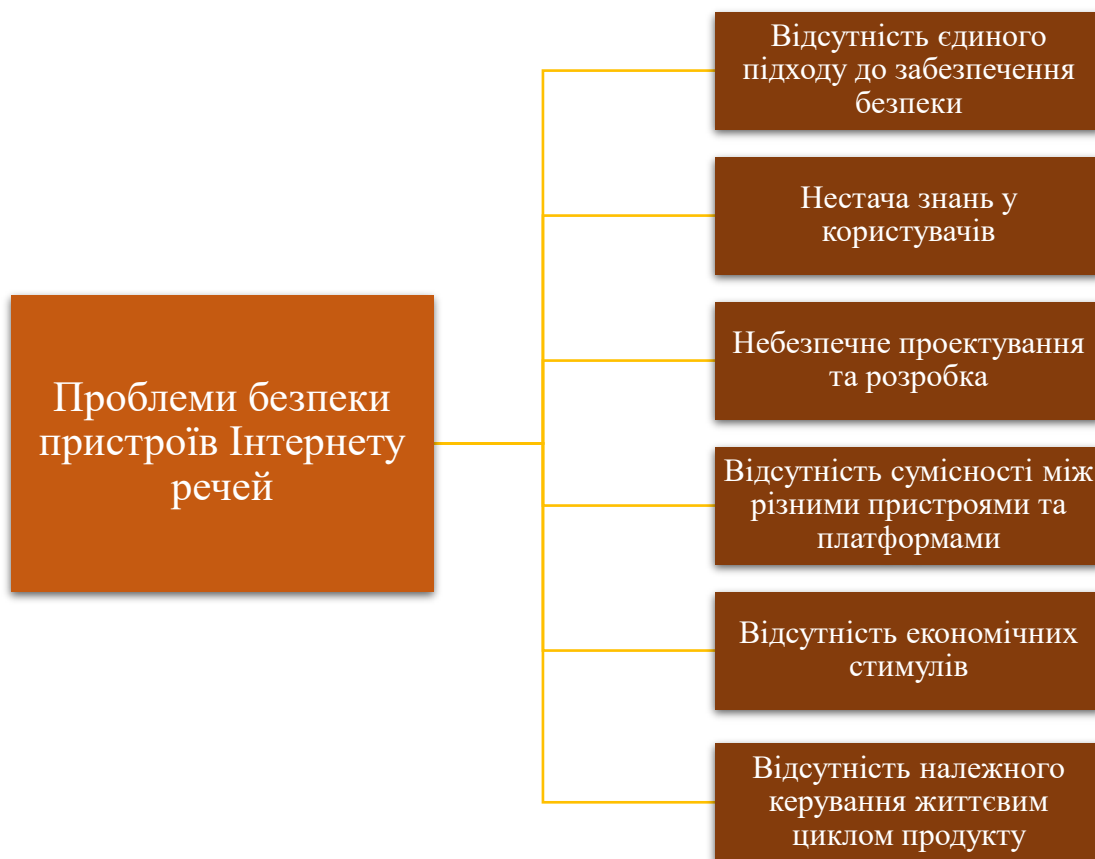 Проблеми безпеки
пристроїв Інтернету
речей
Відсутність єдиного
підходу до забезпечення
безпеки
Нестача знань у
користувачів
Небезпечне проектування
та розробка
Відсутність сумісності між
різними пристроями та
платформами
Відсутність економічних
стимулів
Відсутність належного
керування життєвим
циклом продукту